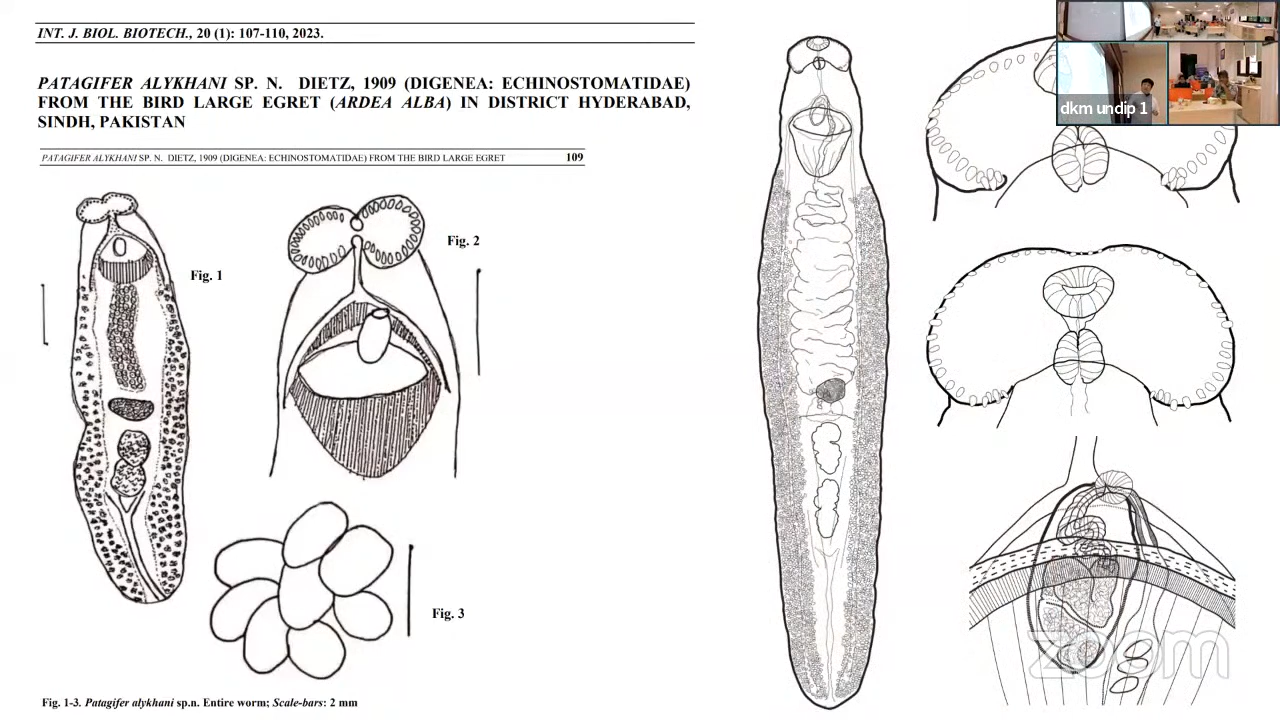 INT. J. BIOL. BIOTECH., 20 (1): 107-110, 2023.
PATAGIFER ALYKHANI SP. N. DIETZ, 1909 (DIGENEA: ECHINOSTOMATIDAE)
FROM THE BIRD LARGE EGRET (ARDEA ALBA) IN DISTRICT HYDERABAD,
SINDH, PAKISTAN
PATAGIFER ALYKHANI SP. N. DIETZ, 1909 (DIGENEA: ECHINOSTOMATIDAE) FROM THE BIRD LARGE EGRET 109
Fig. 1
Fig. 2
Fig. 3
Fig. 1-3. Patagifer alykhani sp.n. Entire worm; Scale-bars: 2 mm
dkm undip 1
zoom